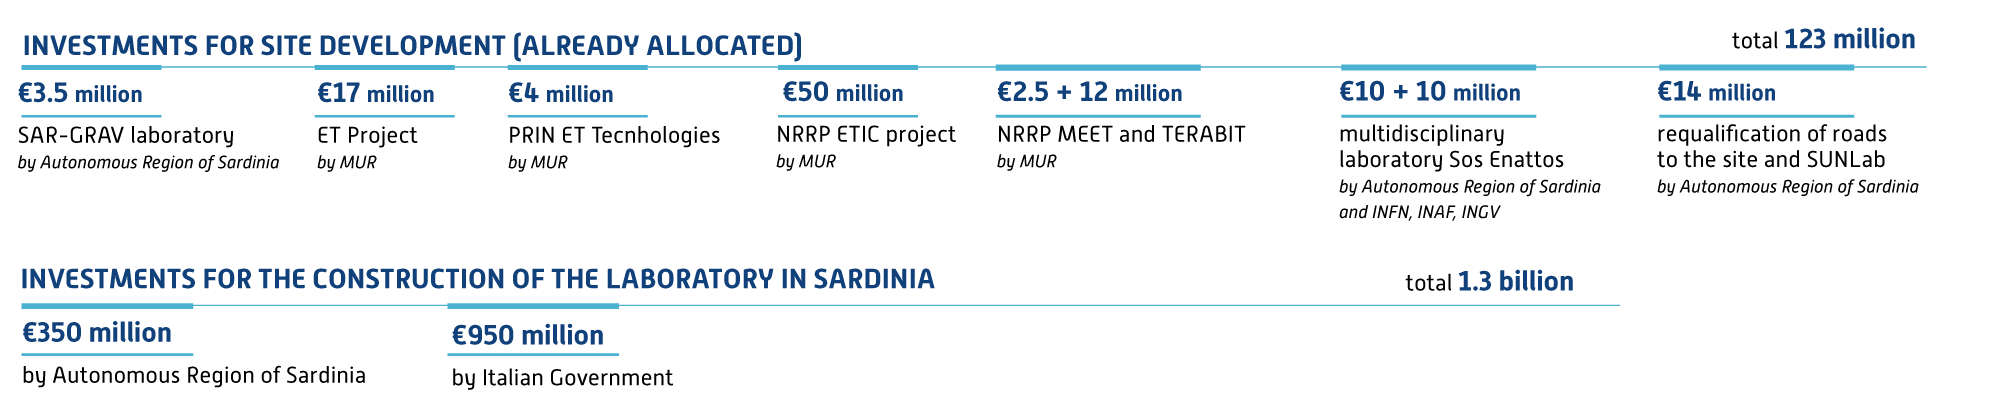 INVESTMENTS FOR SITE DEVELOPMENT (ALREADY ALLOCATED)
total 123 million
€3.5 million
SAR-GRAV laboratory
by Autonomous Region of Sardinia
€17 million
ET Project
by MUR
€4 million
PRIN ET Tecnhologies
by MUR
€50 million
NRRP ETIC project
by MUR
€2.5 + 12 million
NRRP MEET and TERABIT
by MUR
€10 + 10 million
multidisciplinary
laboratory Sos Enattos
by Autonomous Region of Sardinia
and INFN, INAF, INGV
€14 million
requalification of roads
to the site and SUNLab
by Autonomous Region of Sardinia
INVESTMENTS FOR THE CONSTRUCTION OF THE LABORATORY IN SARDINIA
total 1.3 billion
€350 million
by Autonomous Region of Sardinia
€950 million
by Italian Government